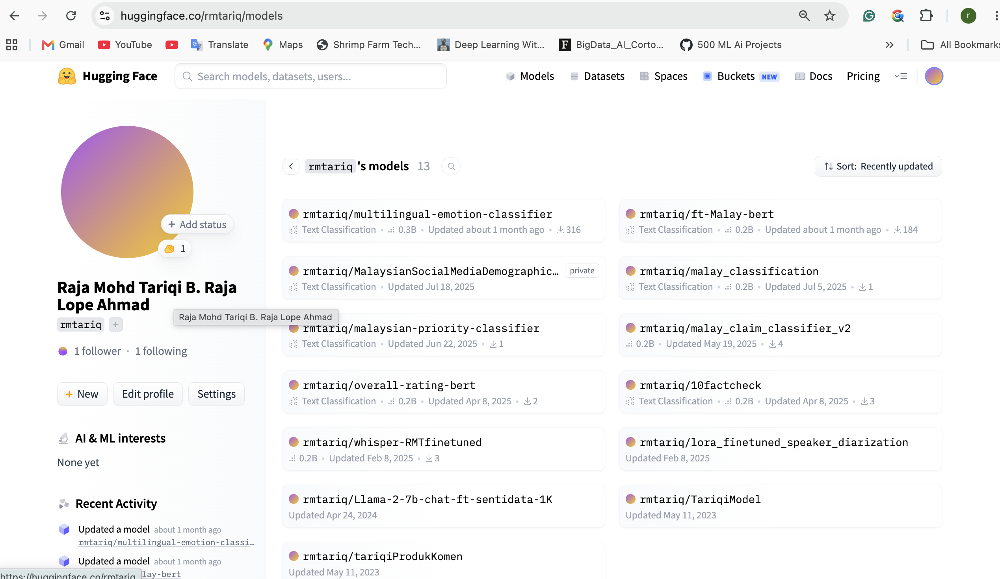 huggingface.co/rmtariq/models
r
Gmail
YouTube
Translate
Maps
Shrimp Farm Tech...
Deep Learning Wit...
BigData_AI_Corto...
500 ML Ai Projects
All Bookmarks
Hugging Face
Search models, datasets, users...
Models
Datasets
Spaces
Buckets NEW
Docs
Pricing
+ Add status
1
Raja Mohd Tariqi B. Raja
Lope Ahmad
Raja Mohd Tariqi B. Raja Lope Ahmad
rmtariq +
1 follower · 1 following
+ New
Edit profile
Settings
AI & ML interests
None yet
Recent Activity
Updated a model about 1 month ago
rmtariq/multilingual-emotion-classi…
Updated a model about 1 month ago
lay-bert
https://huggingface.co/rmtariq
rmtariq 's models 13
Sort: Recently updated
rmtariq/multilingual-emotion-classifier
Text Classification • 0.3B • Updated about 1 month ago • 316
rmtariq/ft-Malay-bert
Text Classification • 0.2B • Updated about 1 month ago • 184
rmtariq/MalaysianSocialMediaDemographic… private
Text Classification • Updated Jul 18, 2025
rmtariq/malay_classification
Text Classification • 0.2B • Updated Jul 5, 2025 • 1
rmtariq/malaysian-priority-classifier
Text Classification • Updated Jun 22, 2025 • 1
rmtariq/malay_claim_classifier_v2
0.2B • Updated May 19, 2025 • 4
rmtariq/overall-rating-bert
Text Classification • 0.2B • Updated Apr 8, 2025 • 2
rmtariq/10factcheck
Text Classification • 0.2B • Updated Apr 8, 2025 • 3
rmtariq/whisper-RMTfinetuned
0.2B • Updated Feb 8, 2025 • 3
rmtariq/lora_finetuned_speaker_diarization
Updated Feb 8, 2025
rmtariq/Llama-2-7b-chat-ft-sentidata-1K
Updated Apr 24, 2024
rmtariq/TariqiModel
Updated May 11, 2023
rmtariq/tariqiProdukKomen
Updated May 11, 2023